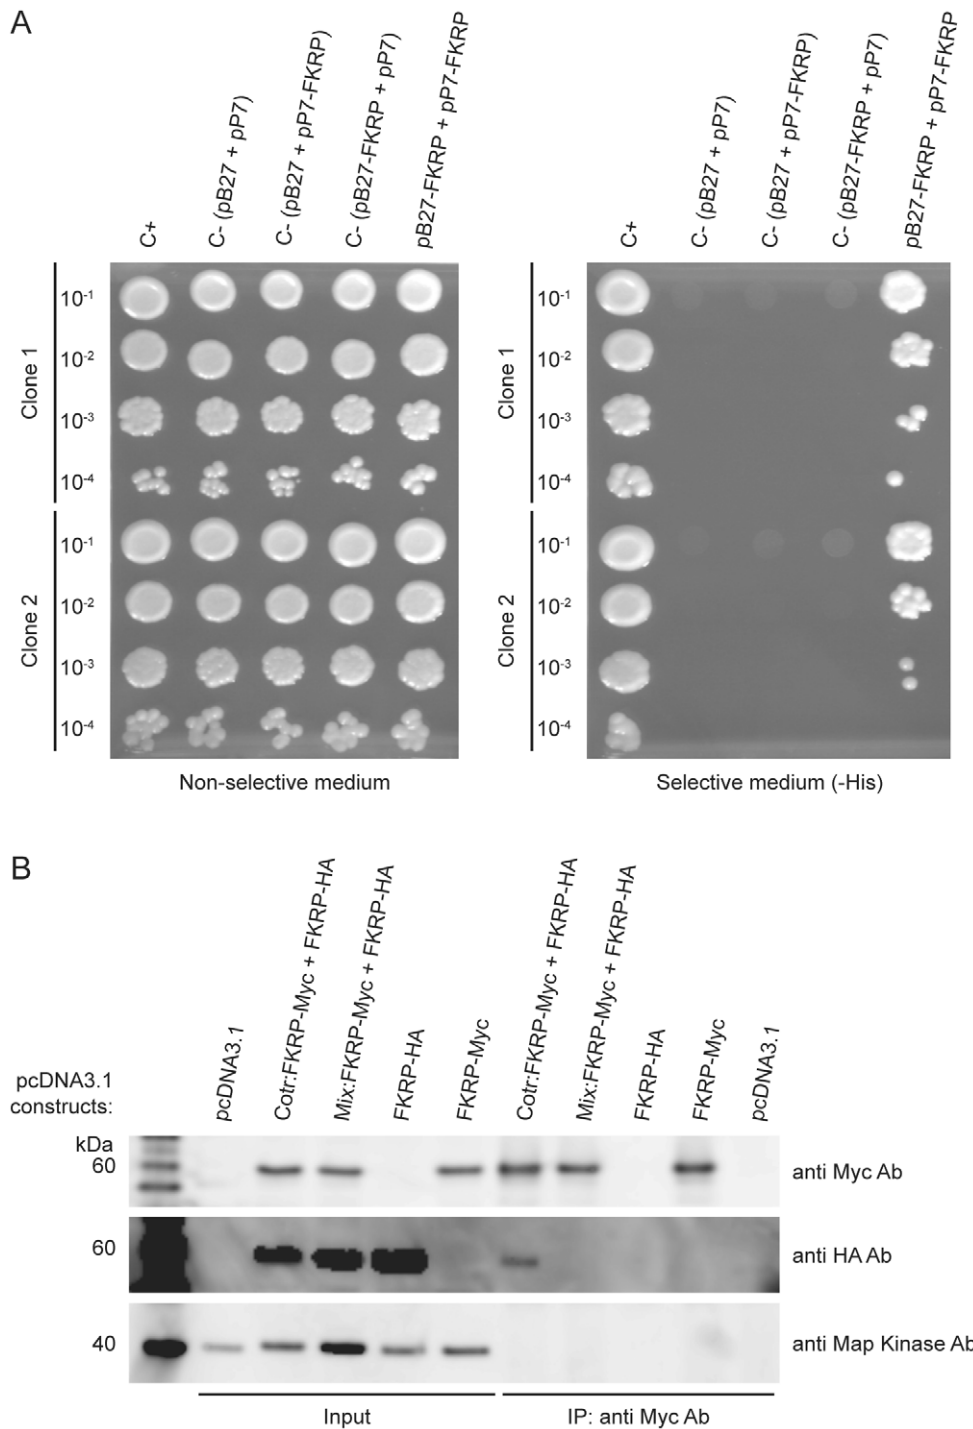 A
C+
C- (pB27 + pP7)
C- (pB27 + pP7-FKRP)
C- (pB27-FKRP + pP7)
pB27-FKRP + pP7-FKRP
C+
C- (pB27 + pP7)
C- (pB27 + pP7-FKRP)
C- (pB27-FKRP + pP7)
pB27-FKRP + pP7-FKRP
Clone 1
10-1
10-2
10-3
10-4
Clone 2
10-1
10-2
10-3
10-4
Clone 1
10-1
10-2
10-3
10-4
Clone 2
10-1
10-2
10-3
10-4
Non-selective medium
Selective medium (-His)
B
pcDNA3.1
constructs:
pcDNA3.1
Cotr:FKRP-Myc + FKRP-HA
Mix:FKRP-Myc + FKRP-HA
FKRP-HA
FKRP-Myc
Cotr:FKRP-Myc + FKRP-HA
Mix:FKRP-Myc + FKRP-HA
FKRP-HA
FKRP-Myc
pcDNA3.1
kDa
60
anti Myc Ab
60
anti HA Ab
40
anti Map Kinase Ab
Input
IP: anti Myc Ab